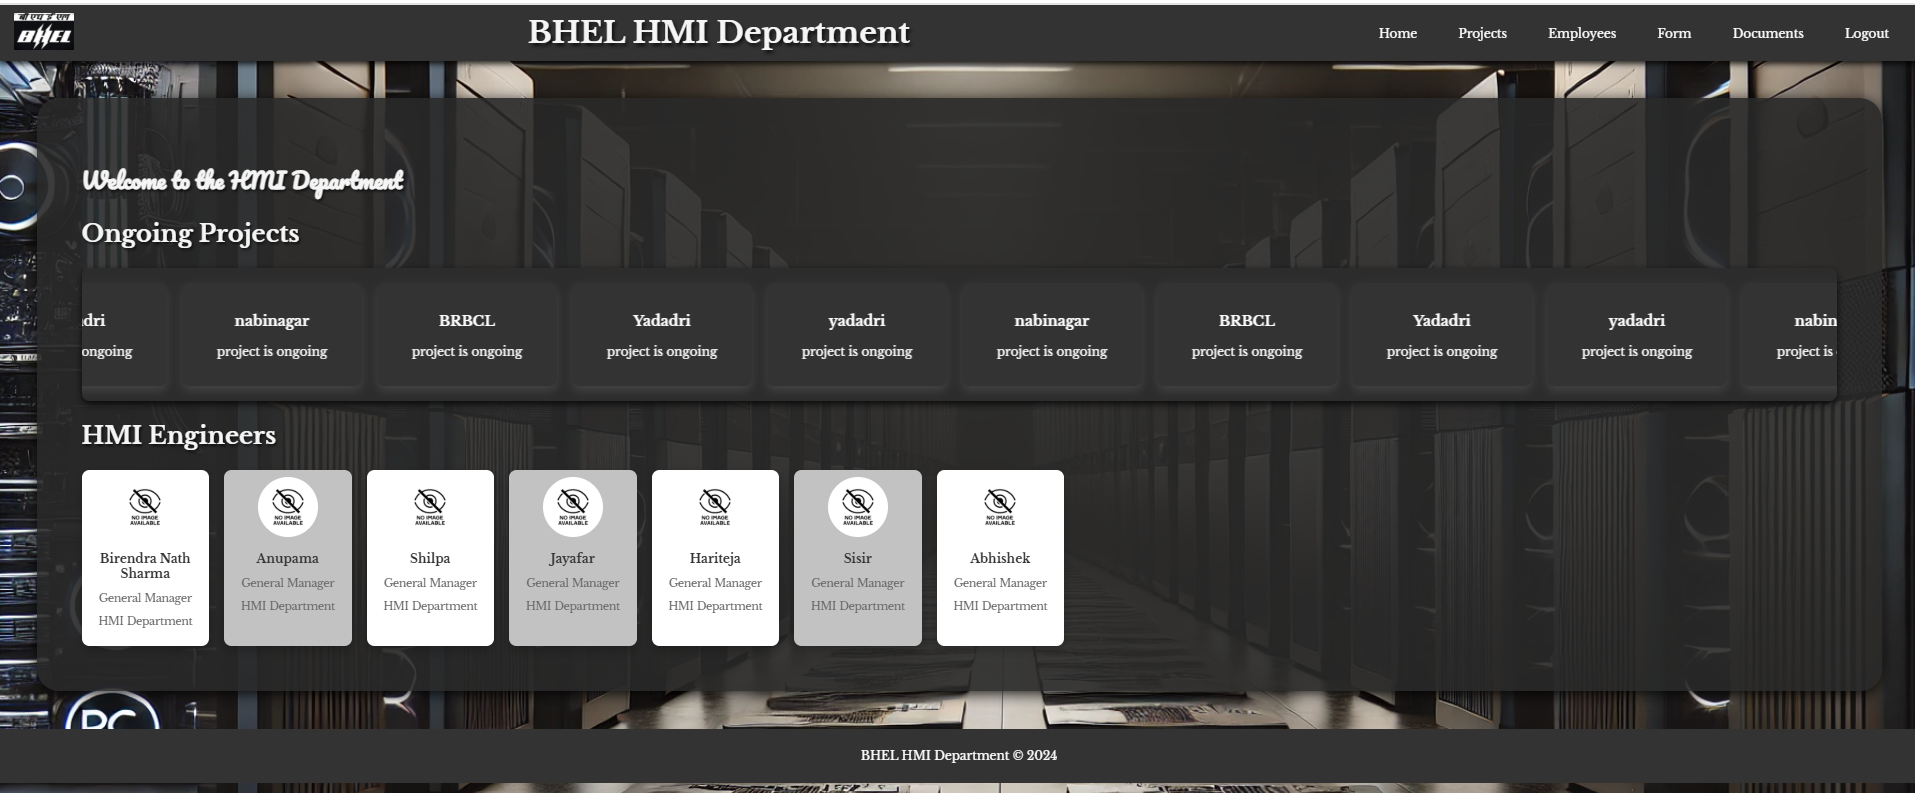 बी एच ई एल
BHEL
BHEL HMI Department
Home Projects Employees Form Documents Logout
Welcome to the HMI Department
Ongoing Projects
dri nabinagar BRBCL Yadadri yadadri nabinagar BRBCL Yadadri yadadri nabin
ongoing project is ongoing project is ongoing project is ongoing project is ongoing project is ongoing project is ongoing project is ongoing project is ongoing project is
HMI Engineers
NO IMAGE NO IMAGE NO IMAGE NO IMAGE NO IMAGE NO IMAGE NO IMAGE
AVAILABLE AVAILABLE AVAILABLE AVAILABLE AVAILABLE AVAILABLE AVAILABLE
Birendra Nath Anupama Shilpa Jayafar Hariteja Sisir Abhishek
Sharma General Manager General Manager General Manager General Manager General Manager General Manager
General Manager HMI Department HMI Department HMI Department HMI Department HMI Department HMI Department
HMI Department
PC
BHEL HMI Department © 2024